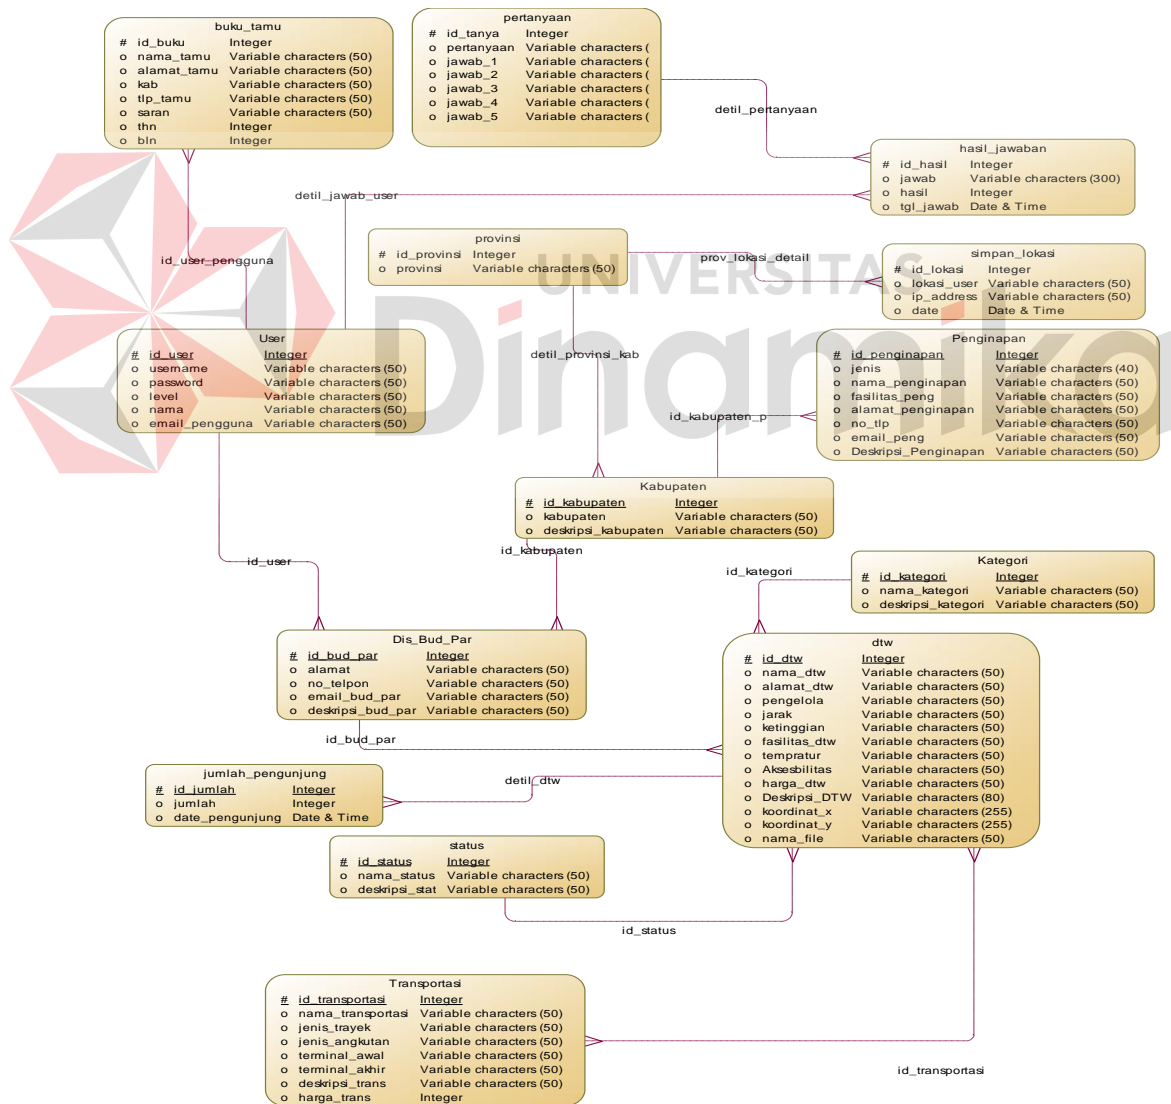 buku_tamu
# id_buku Integer
o nama_tamu Variable characters (50)
o alamat_tamu Variable characters (50)
o kab Variable characters (50)
o tlp_tamu Variable characters (50)
o saran Variable characters (50)
o thn Integer
o bln Integer
pertanyaan
# id_tanya Integer
o pertanyaan Variable characters (
o jawab_1 Variable characters (
o jawab_2 Variable characters (
o jawab_3 Variable characters (
o jawab_4 Variable characters (
o jawab_5 Variable characters (
detil_pertanyaan
hasil_jawaban
# id_hasil Integer
o jawab Variable characters (300)
o hasil Integer
o tgl_jawab Date & Time
detil_jawab_user
id_user_pengguna
provinsi
# id_provinsi Integer
o provinsi Variable characters (50)
prov_lokasi_detail
simpan_lokasi
# id_lokasi Integer
o lokasi_user Variable characters (50)
o ip_address Variable characters (50)
o date Date & Time
UNIVERSITAS
Dinamika
User
# id_user Integer
o username Variable characters (50)
o password Variable characters (50)
o level Variable characters (50)
o nama Variable characters (50)
o email_pengguna Variable characters (50)
detil_provinsi_kab
Penginapan
# id_penginapan Integer
o jenis Variable characters (40)
o nama_penginapan Variable characters (50)
o fasilitas_peng Variable characters (50)
o alamat_penginapan Variable characters (50)
o no_tlp Variable characters (50)
o email_peng Variable characters (50)
o Deskripsi_Penginapan Variable characters (50)
id_kabupaten_p
Kabupaten
# id_kabupaten Integer
o kabupaten Variable characters (50)
o deskripsi_kabupaten Variable characters (50)
id_kabupaten
id_user
id_kategori
Kategori
# id_kategori Integer
o nama_kategori Variable characters (50)
o deskripsi_kategori Variable characters (50)
Dis_Bud_Par
# id_bud_par Integer
o alamat Variable characters (50)
o no_telpon Variable characters (50)
o email_bud_par Variable characters (50)
o deskripsi_bud_par Variable characters (50)
id_bud_par
dtw
# id_dtw Integer
o nama_dtw Variable characters (50)
o alamat_dtw Variable characters (50)
o pengelola Variable characters (50)
o jarak Variable characters (50)
o ketinggian Variable characters (50)
o fasilitas_dtw Variable characters (50)
o tempratur Variable characters (50)
o Aksesbilitas Variable characters (50)
o harga_dtw Variable characters (50)
o Deskripsi_DTW Variable characters (80)
o koordinat_x Variable characters (255)
o koordinat_y Variable characters (255)
o nama_file Variable characters (50)
jumlah_pengunjung
# id_jumlah Integer
o jumlah Integer
o date_pengunjung Date & Time
detil_dtw
status
# id_status Integer
o nama_status Variable characters (50)
o deskripsi_stat Variable characters (50)
id_status
Transportasi
# id_transportasi Integer
o nama_transportasi Variable characters (50)
o jenis_trayek Variable characters (50)
o jenis_angkutan Variable characters (50)
o terminal_awal Variable characters (50)
o terminal_akhir Variable characters (50)
o deskripsi_trans Variable characters (50)
o harga_trans Integer
id_transportasi